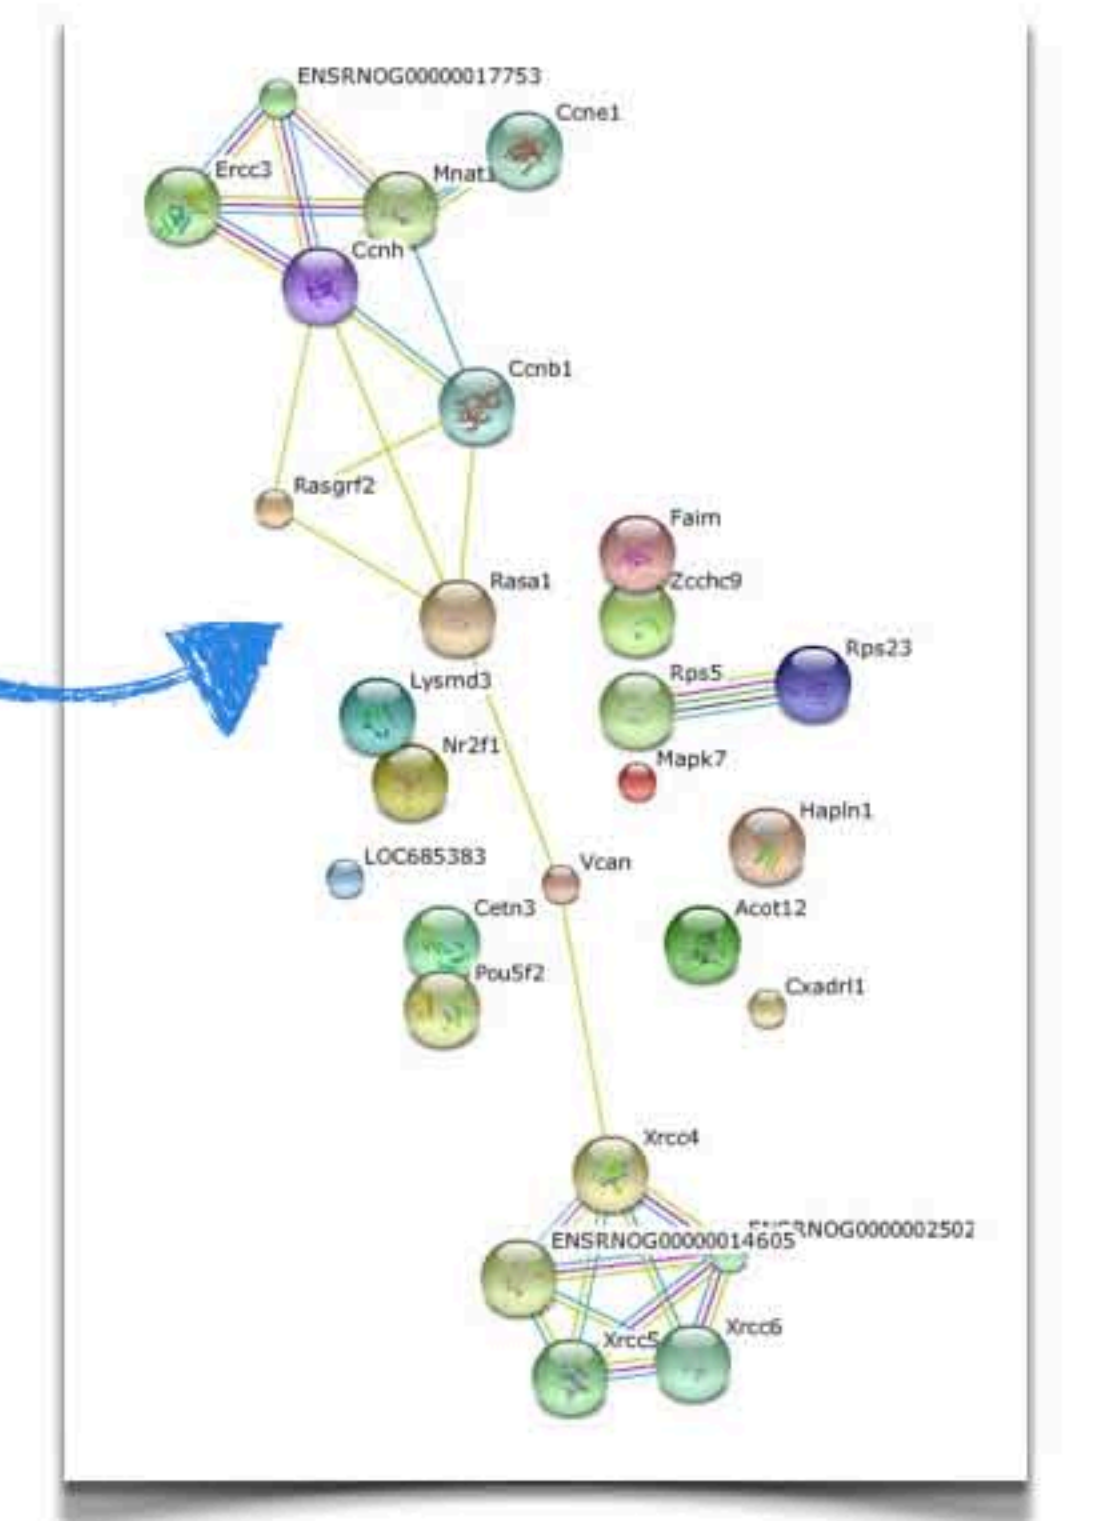 ENSRNOG00000017753
Ccne1
Ercc3
Mnat1
Ccnh
Ccnb1
Rasgrf2
Faim
Rasa1
Zcchc9
Rps23
Rps5
Lysmd3
Nr2f1
Mapk7
Hapln1
LOC685383
Vcan
Cetn3
Acot12
Pou5f2
Cxadrl1
Xrcc4
ENSRNOG0000002502
ENSRNOG00000014605
Xrcc6
Xrcc5